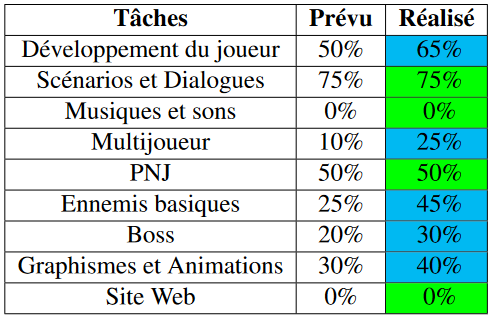 Tâches Prévu Réalisé
Développement du joueur 50% 65%
Scénarios et Dialogues 75% 75%
Musiques et sons 0% 0%
Multijoueur 10% 25%
PNJ 50% 50%
Ennemis basiques 25% 45%
Boss 20% 30%
Graphismes et Animations 30% 40%
Site Web 0% 0%